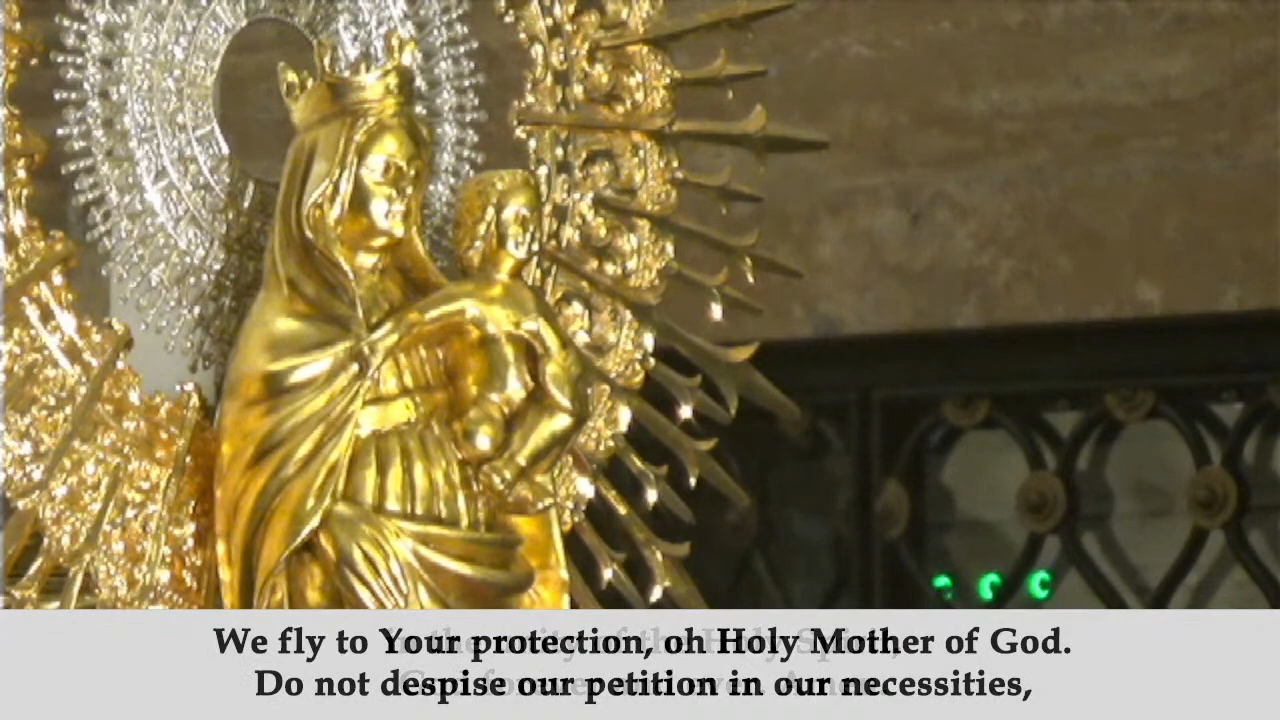 We fly to Your protection, oh Holy Mother of God.
Do not despise our petition in our necessities,